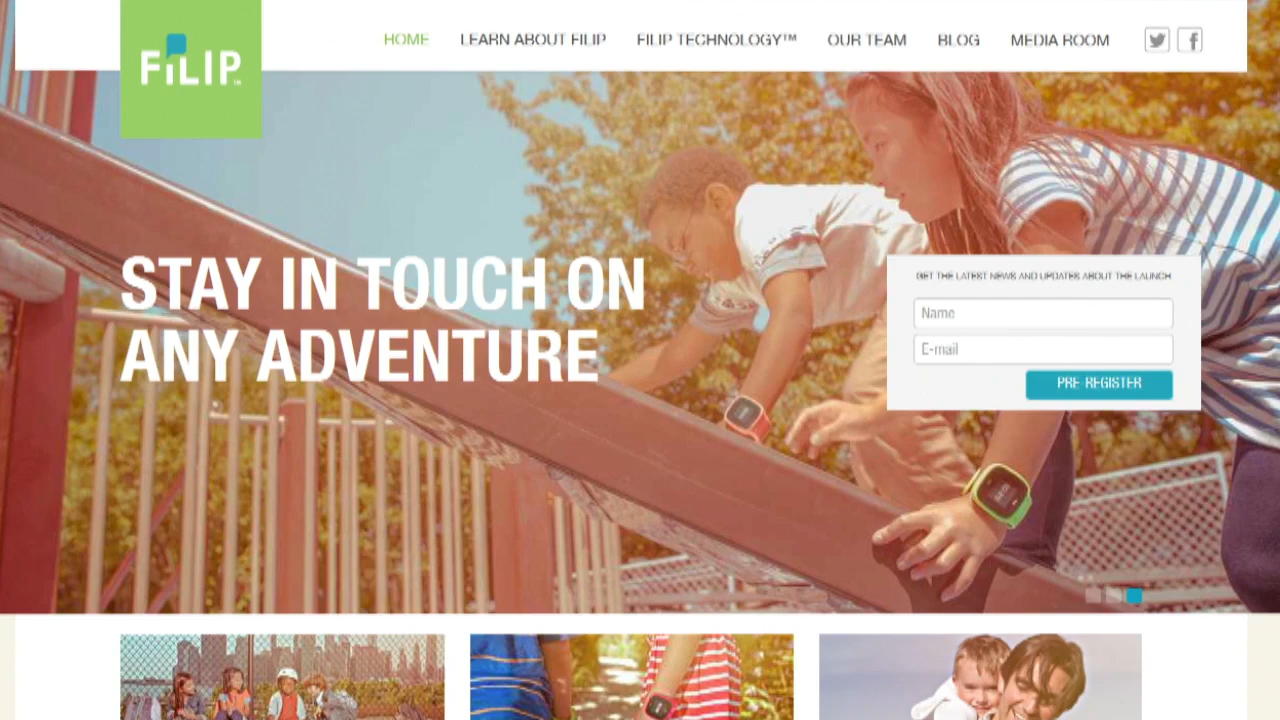 FiLIP
HOME LEARN ABOUT FILIP FILIP TECHNOLOGY™ OUR TEAM BLOG MEDIA ROOM
STAY IN TOUCH ON
ANY ADVENTURE
GET THE LATEST NEWS AND UPDATES ABOUT THE LAUNCH
Name
E-mail
PRE-REGISTER